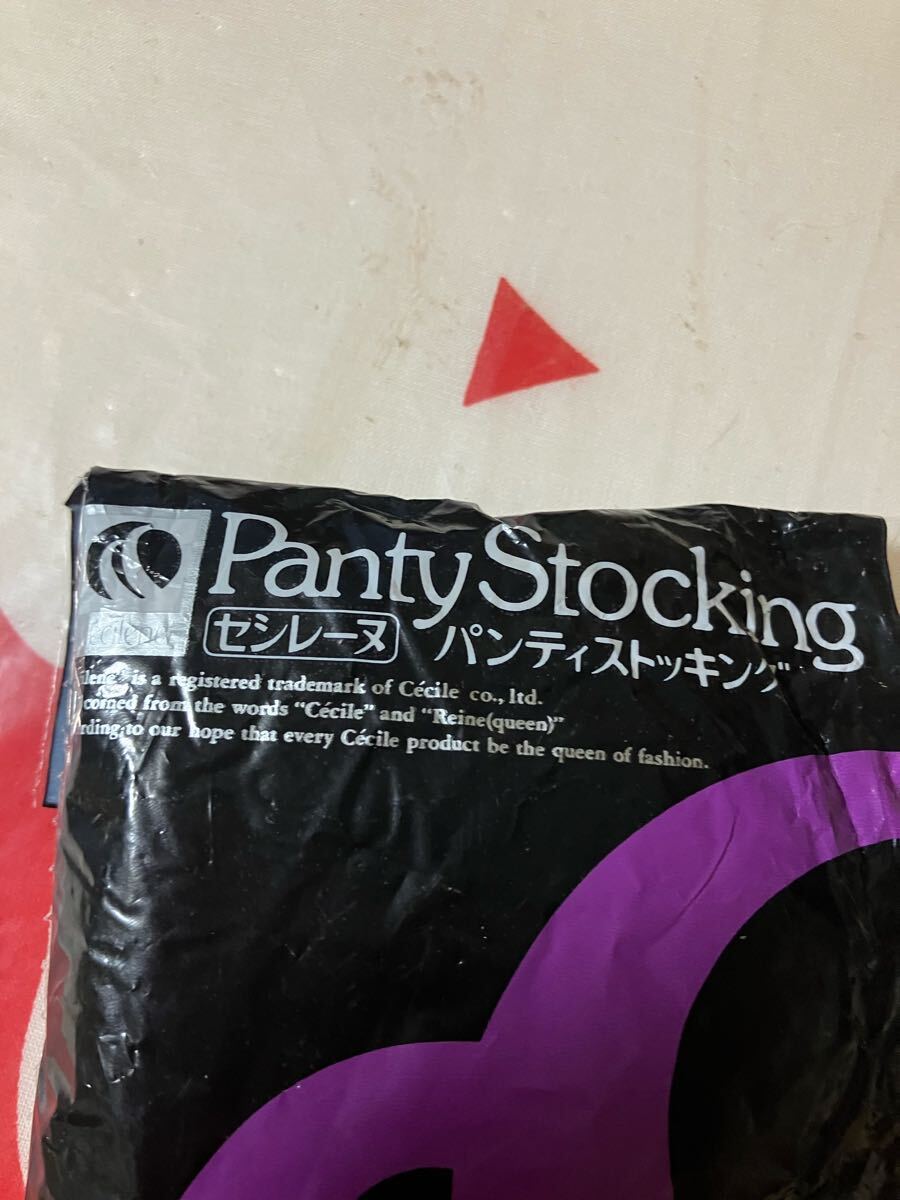 Panty Stocking
ゼシレーヌ パンティストッキング
is a registered trademark of Cécile co., ltd.
coined from the words “Cécile” and “Reine(queen)”
to our hope that every Cécile product be the queen of fashion.